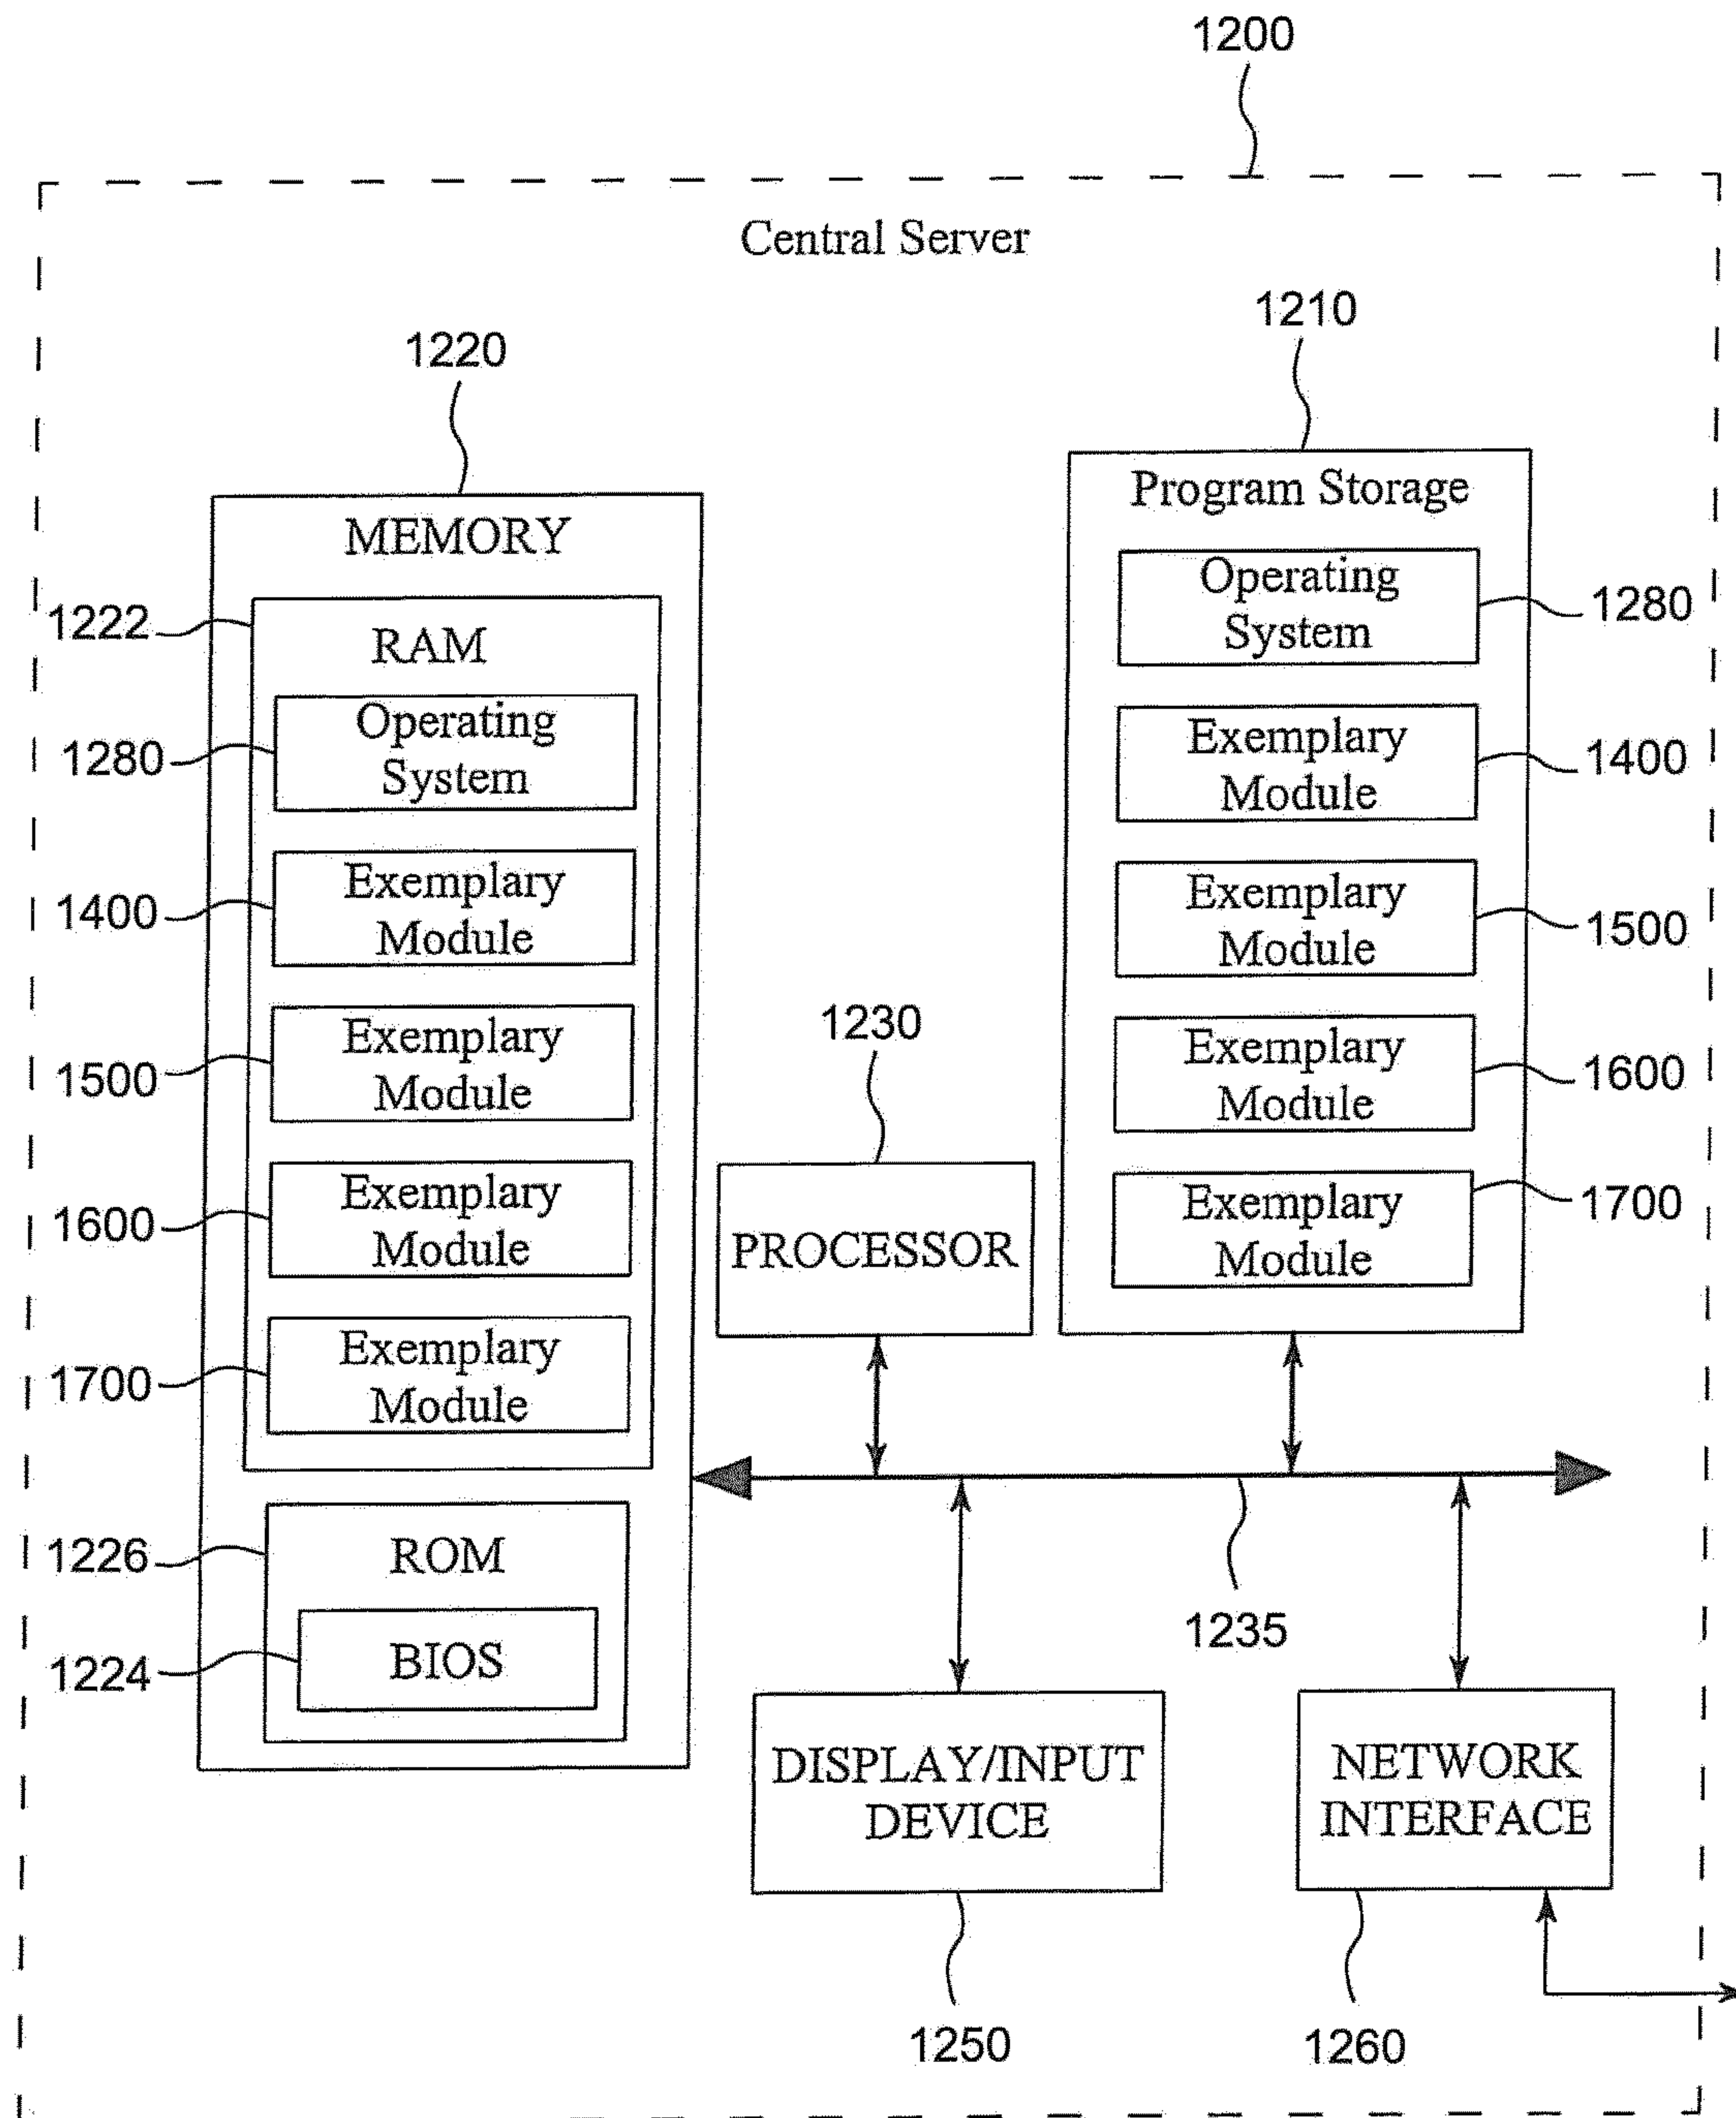 1200
Central Server
1220
MEMORY
1222
RAM
1280
Operating
System
1400
Exemplary
Module
1500
Exemplary
Module
1600
Exemplary
Module
1700
Exemplary
Module
1226
ROM
1224
BIOS
1210
Program Storage
Operating
System
1280
Exemplary
Module
1400
Exemplary
Module
1500
Exemplary
Module
1600
Exemplary
Module
1700
1230
PROCESSOR
1235
DISPLAY/INPUT
DEVICE
1250
NETWORK
INTERFACE
1260